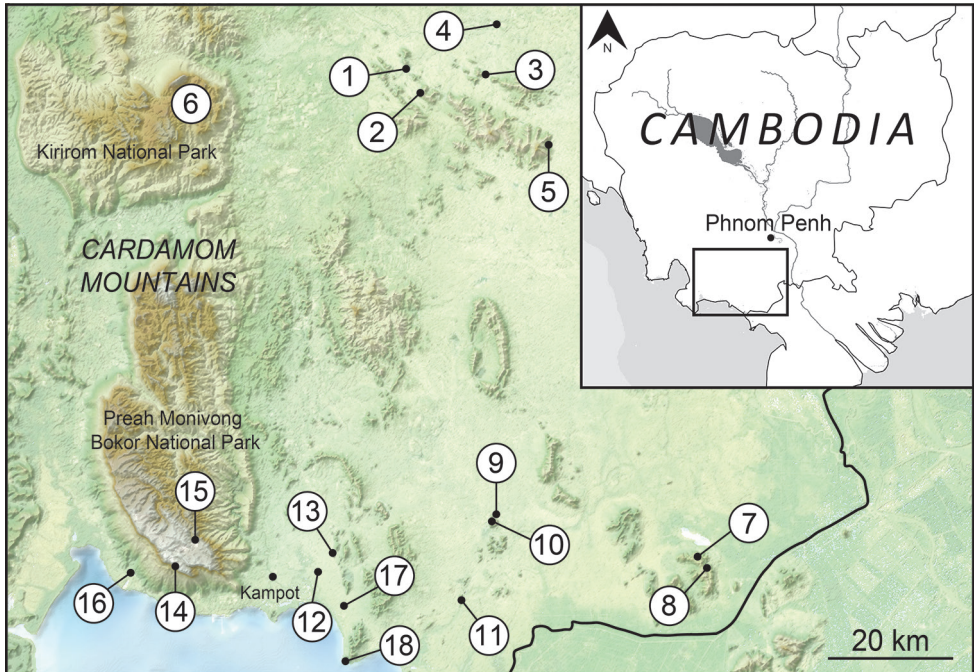 4
1
3
2
6
5
Kirirom National Park
CARDAMOM
MOUNTAINS
N
CAMBODIA
Phnom Penh
Preah Monivong
Bokor National Park
9
15
13
10
7
16
14
Kampot
12
17
11
8
18
20 km